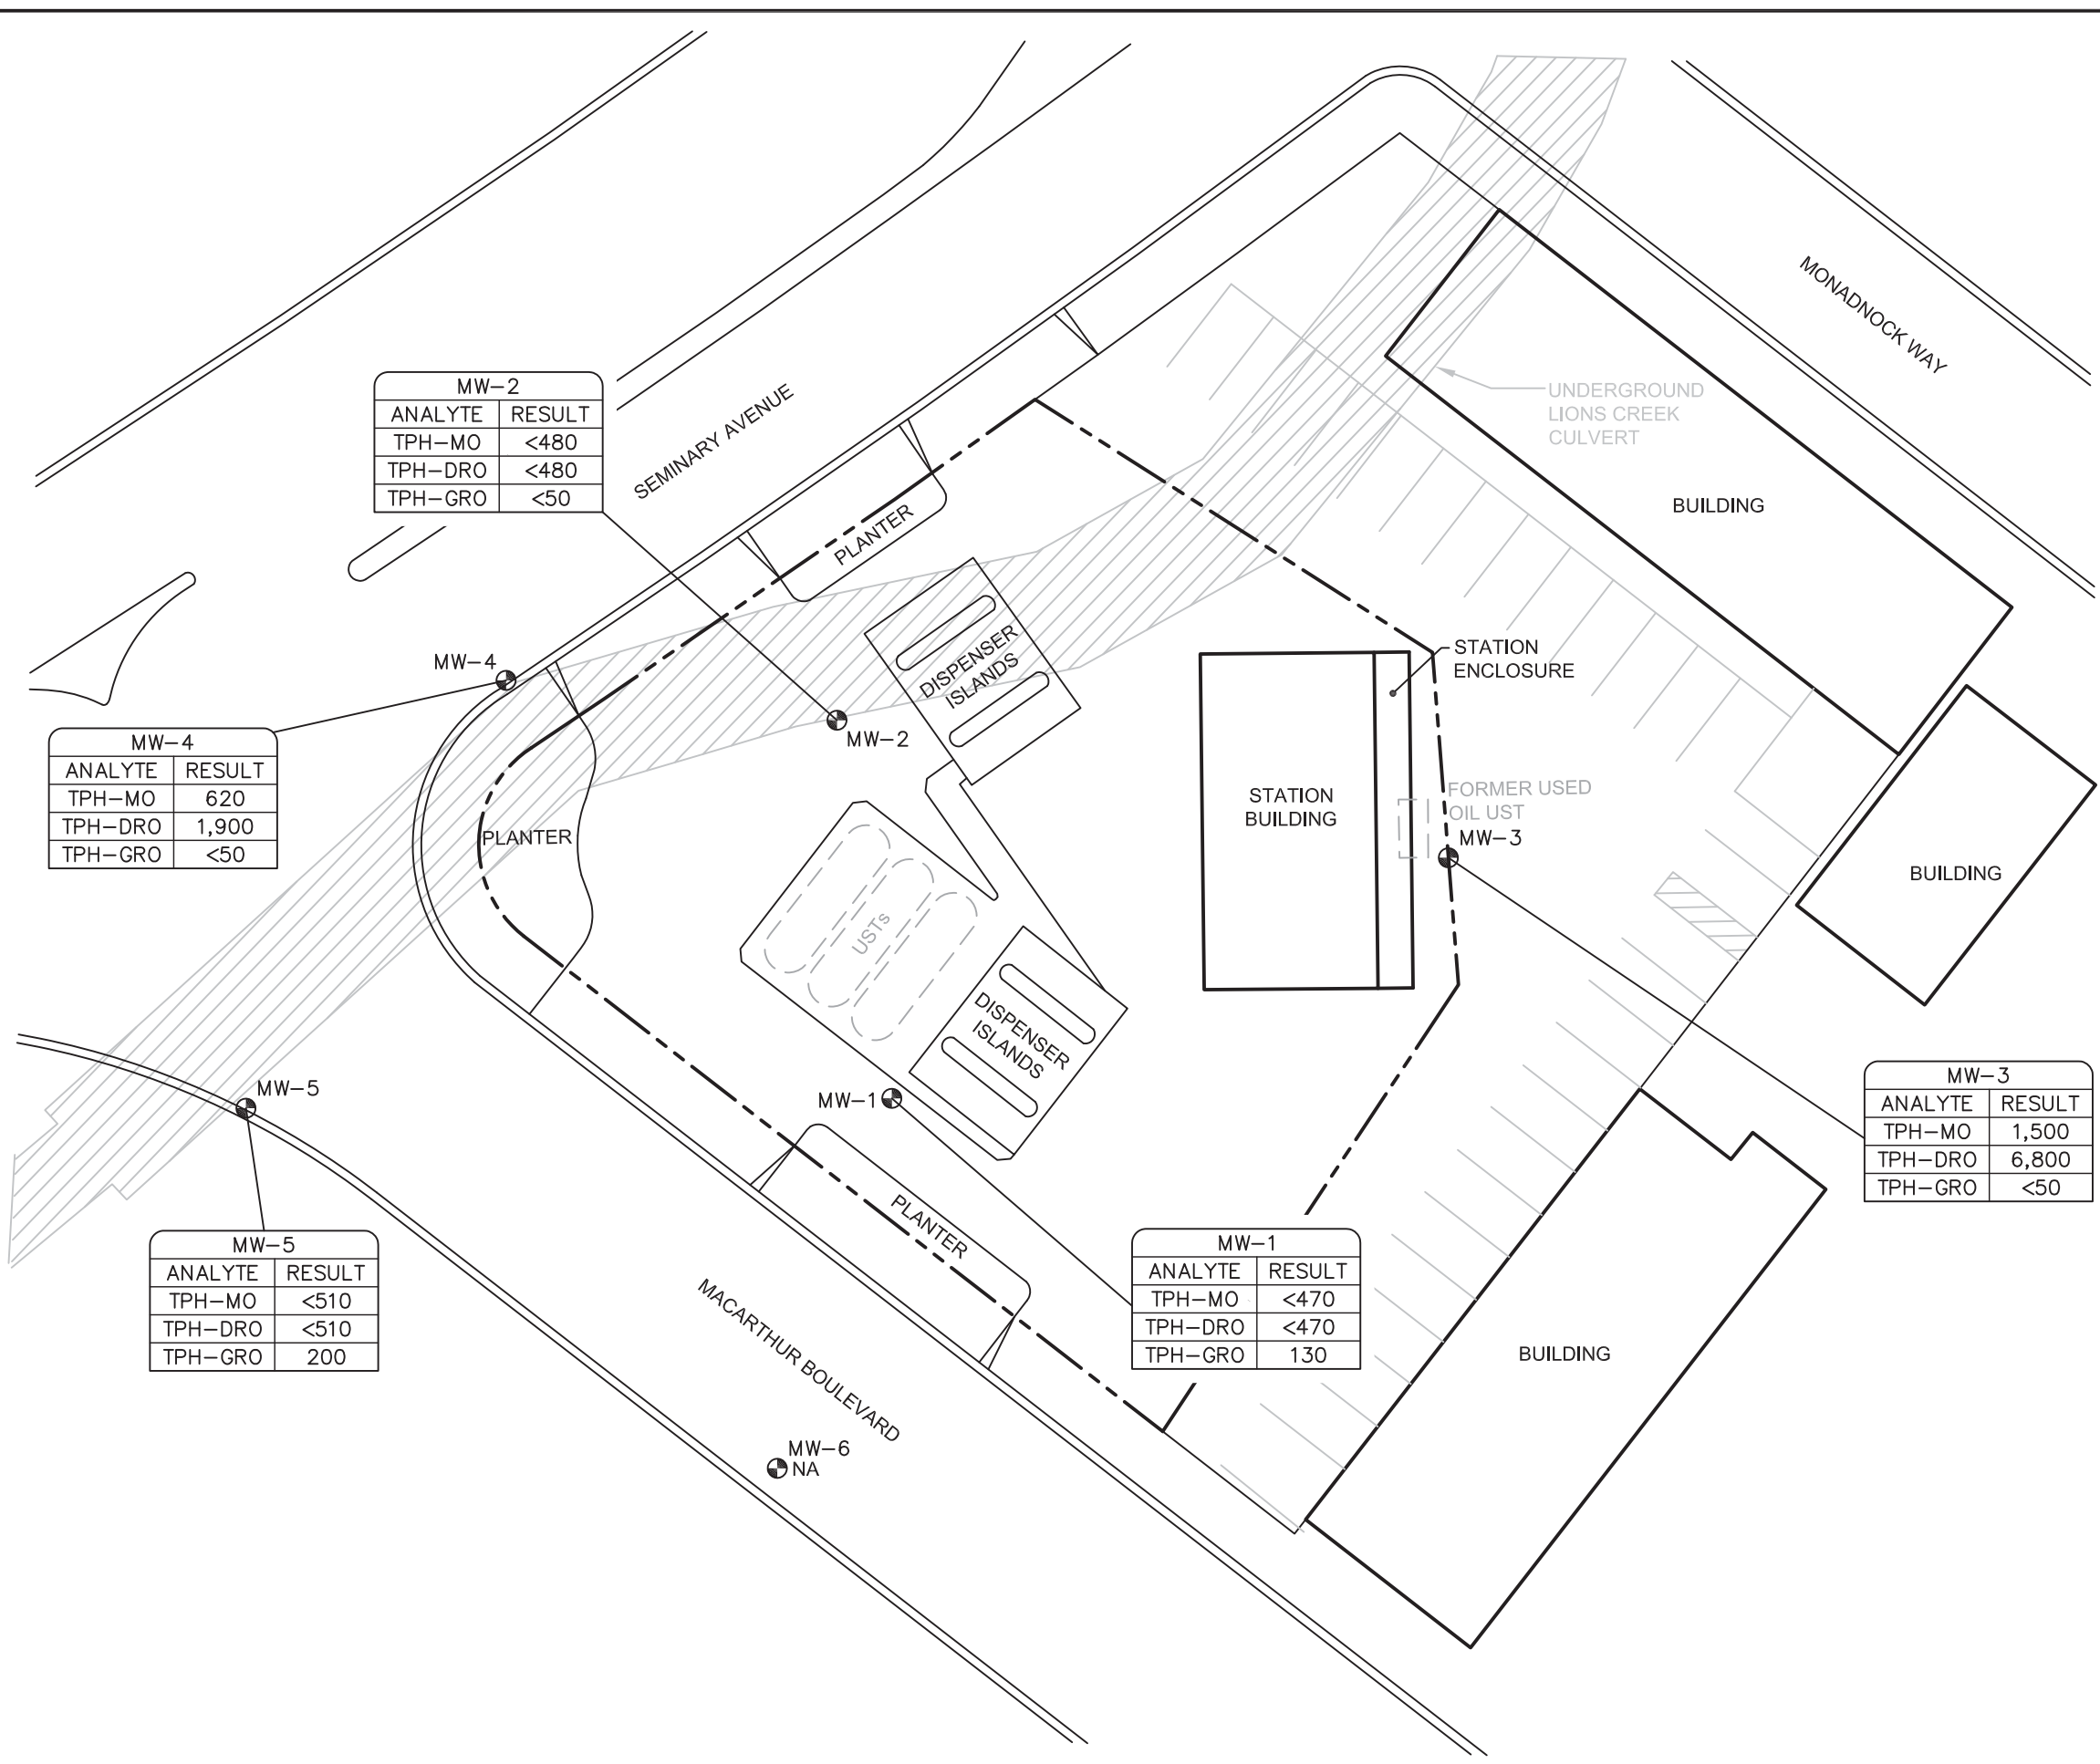 MONADNOCK WAY
MW-2
ANALYTE RESULT
TPH-MO <480
TPH-DRO <480
TPH-GRO <50
SEMINARY AVENUE
UNDERGROUND
LIONS CREEK
CULVERT
BUILDING
PLANTER
DISPENSER
ISLANDS
STATION
ENCLOSURE
MW-4
MW-2
MW-4
ANALYTE RESULT
TPH-MO 620
TPH-DRO 1,900
TPH-GRO <50
PLANTER
STATION
BUILDING
FORMER USED
OIL UST
MW-3
BUILDING
USTs
DISPENSER
ISLANDS
MW-5
MW-1
MW-3
ANALYTE RESULT
TPH-MO 1,500
TPH-DRO 6,800
TPH-GRO <50
PLANTER
MW-5
ANALYTE RESULT
TPH-MO <510
TPH-DRO <510
TPH-GRO 200
MW-1
ANALYTE RESULT
TPH-MO <470
TPH-DRO <470
TPH-GRO 130
MACARTHUR BOULEVARD
BUILDING
MW-6
NA